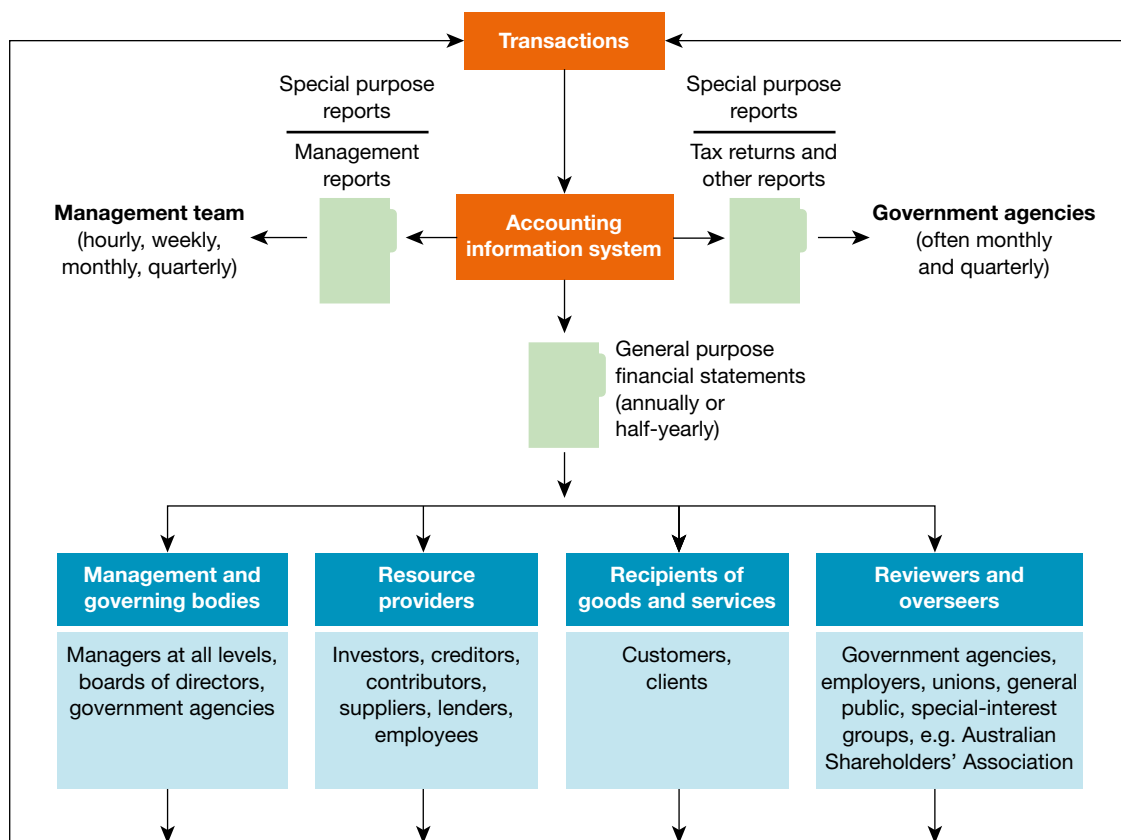 Transactions
Special purpose
reports
Management
reports
Special purpose
reports
Tax returns and
other reports
Management team
(hourly, weekly,
monthly, quarterly)
Accounting
information system
Government agencies
(often monthly
and quarterly)
General purpose
financial statements
(annually or
half-yearly)
Management and
governing bodies
Managers at all levels,
boards of directors,
government agencies
Resource
providers
Investors, creditors,
contributors,
suppliers, lenders,
employees
Recipients of
goods and services
Customers,
clients
Reviewers and
overseers
Government agencies,
employers, unions, general
public, special-interest
groups, e.g. Australian
Shareholders’ Association